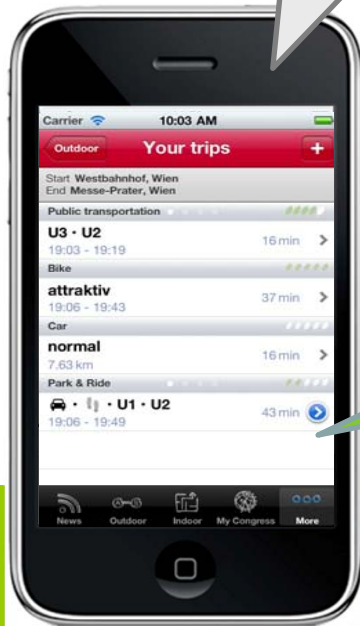 Carrier 10:03 AM
Outdoor Your trips +
Start Westbahnhof, Wien
End Messe-Prater, Wien
Public transportation
U3 · U2 16 min
19:03 - 19:19
Bike
attraktiv 37 min
19:06 - 19:43
Car
normal 16 min
7.63 km
Park & Ride
· U1 · U2 43 min
19:06 - 19:49
News Outdoor Indoor My Congress More